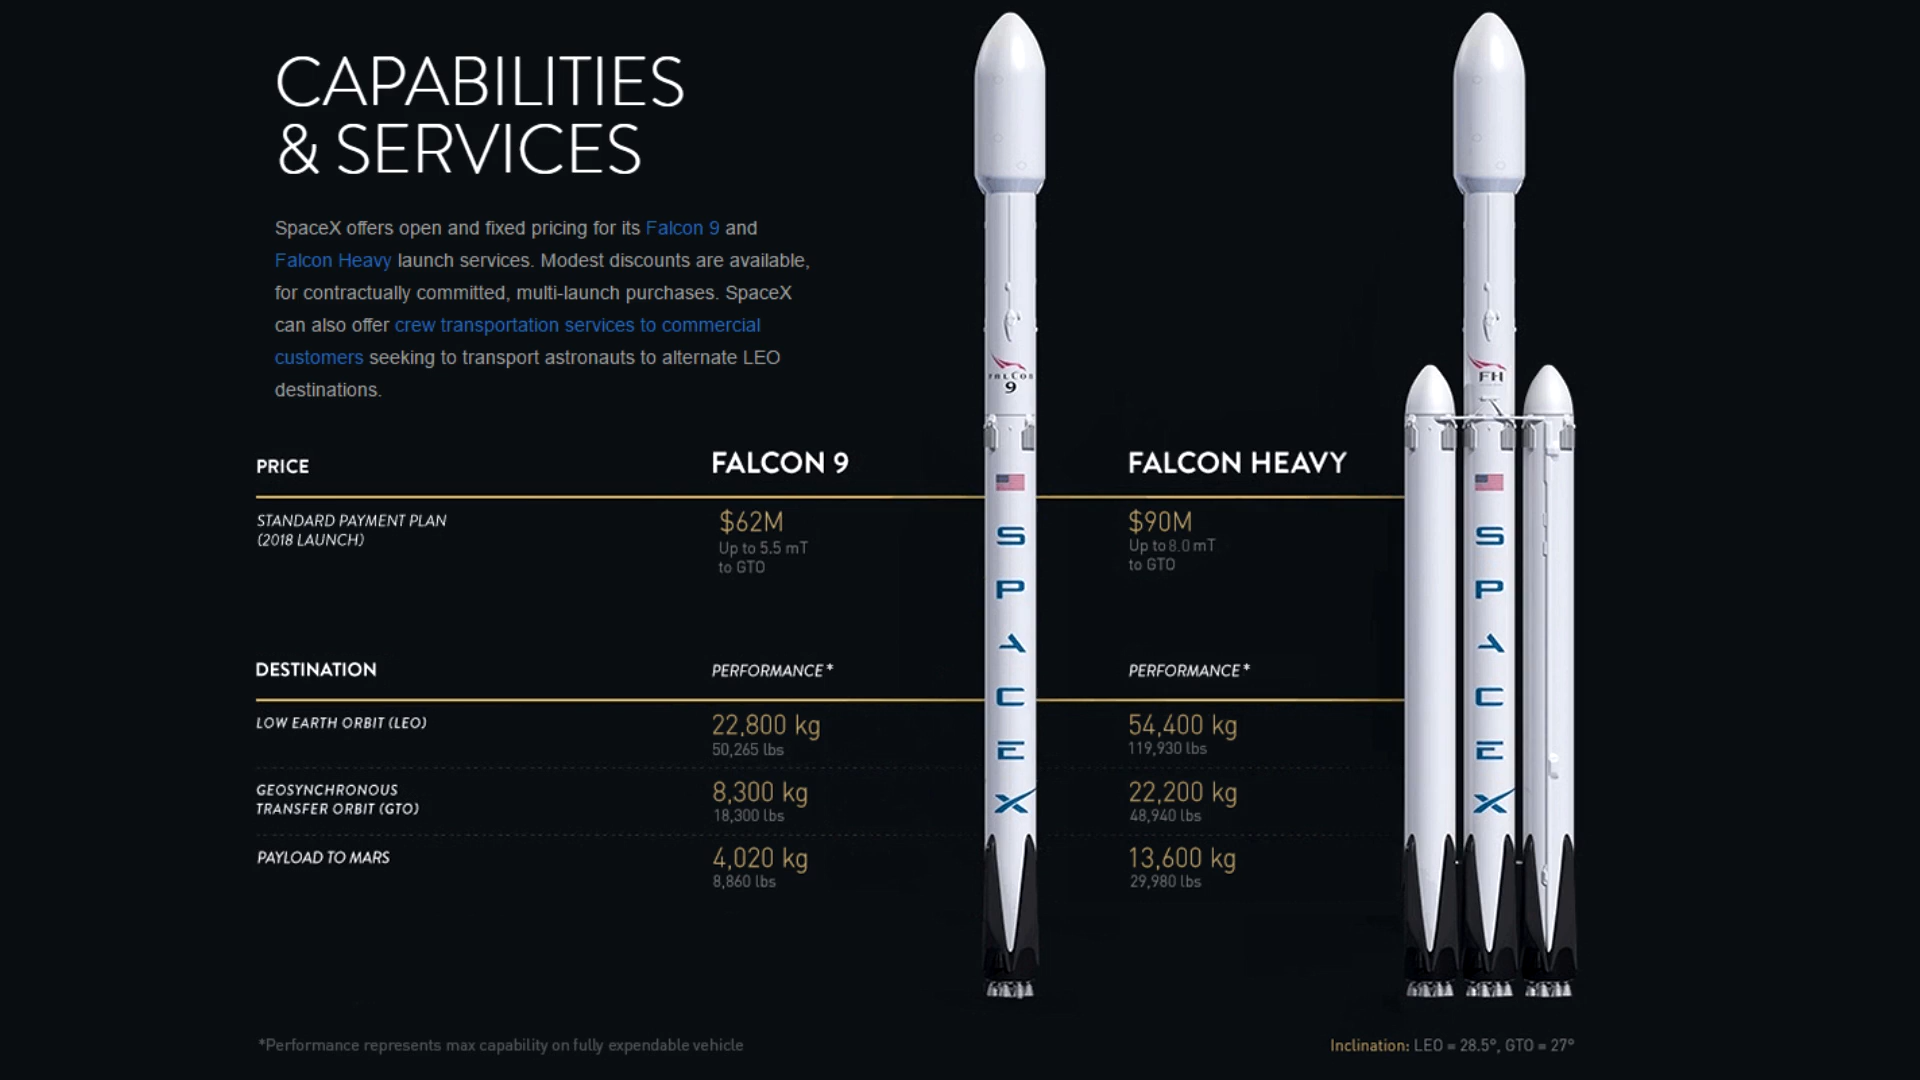 CAPABILITIES
& SERVICES
SpaceX offers open and fixed pricing for its Falcon 9 and
Falcon Heavy launch services. Modest discounts are available,
for contractually committed, multi-launch purchases. SpaceX
can also offer crew transportation services to commercial
customers seeking to transport astronauts to alternate LEO
destinations.
PRICE FALCON 9 FALCON HEAVY
STANDARD PAYMENT PLAN
(2018 LAUNCH)
$62M
Up to 5.5 mT
to GTO
$90M
Up to 8.0 mT
to GTO
DESTINATION PERFORMANCE* PERFORMANCE*
LOW EARTH ORBIT (LEO)
22,800 kg
50,265 lbs
54,400 kg
119,930 lbs
GEOSYNCHRONOUS
TRANSFER ORBIT (GTO)
8,300 kg
18,300 lbs
22,200 kg
48,940 lbs
PAYLOAD TO MARS
4,020 kg
8,860 lbs
13,600 kg
29,980 lbs
*Performance represents max capability on fully expendable vehicle
Inclination: LEO = 28.5°, GTO = 27°
FALCON
9
SPACEX
FH
SPACEX